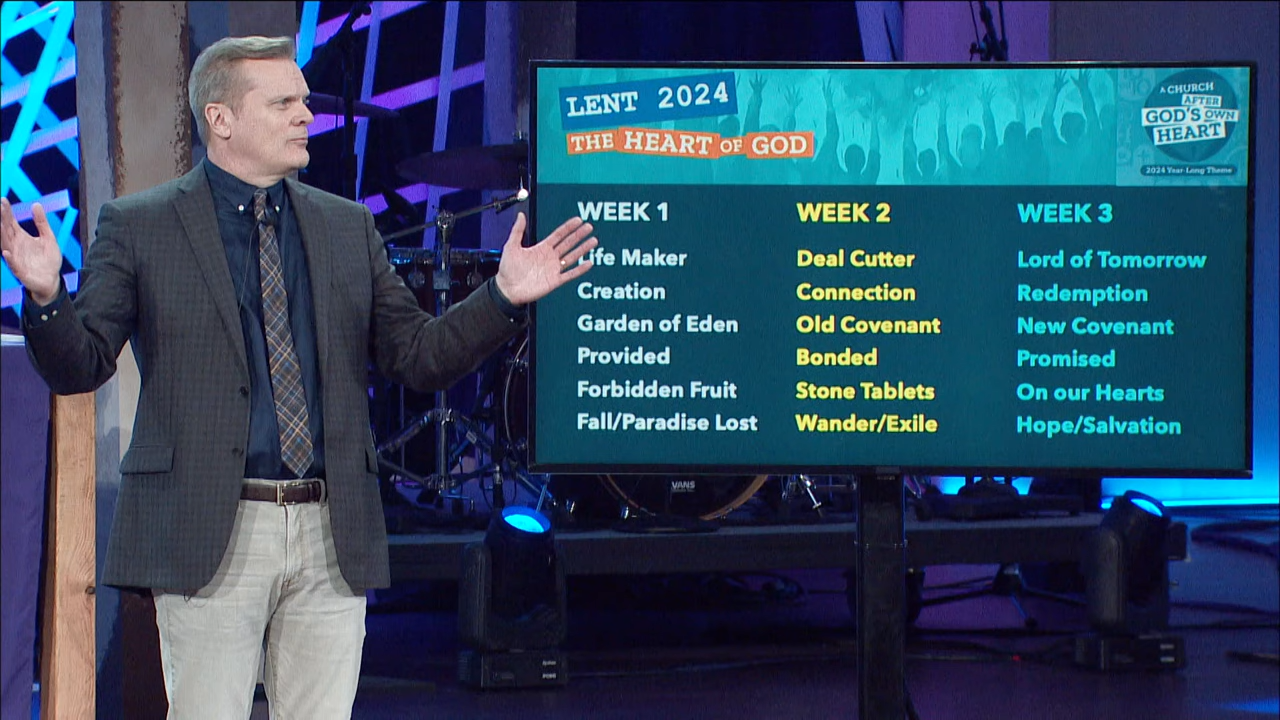 LENT 2024
THE HEART OF GOD
A CHURCH
AFTER
GOD'S OWN
HEART
2024 Year-Long Theme
WEEK 1
Life Maker
Creation
Garden of Eden
Provided
Forbidden Fruit
Fall/Paradise Lost
WEEK 2
Deal Cutter
Connection
Old Covenant
Bonded
Stone Tablets
Wander/Exile
WEEK 3
Lord of Tomorrow
Redemption
New Covenant
Promised
On our Hearts
Hope/Salvation
VANS